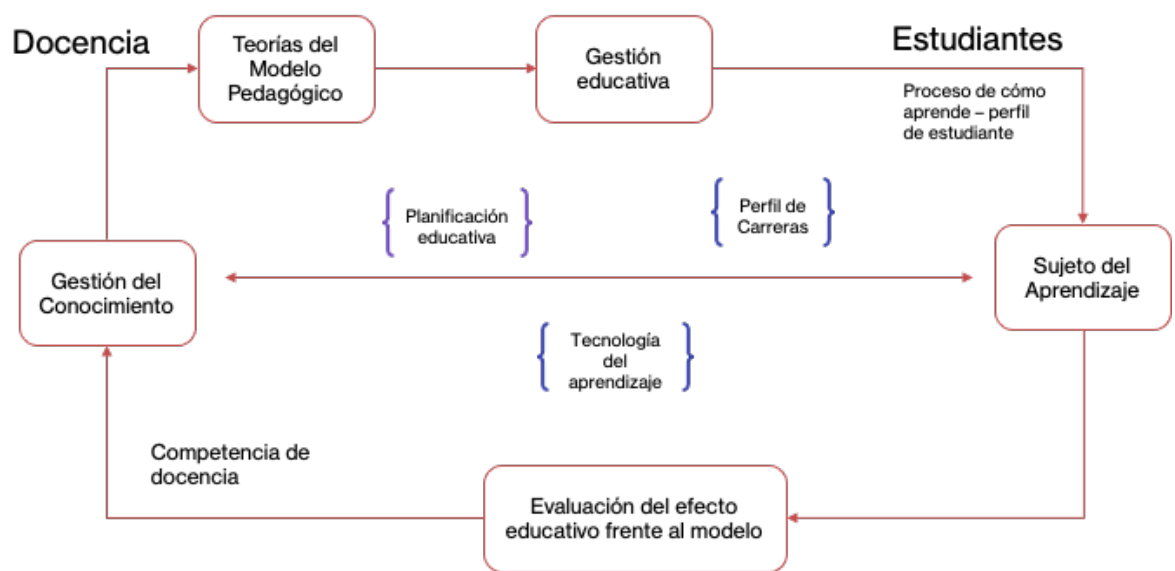 Docencia
Teorías del
Modelo
Pedagógico
Gestión
educativa
Estudiantes
Proceso de cómo
aprende – perfil
de estudiante
Planificación
educativa
Perfil de
Carreras
Gestión del
Conocimiento
Sujeto del
Aprendizaje
Tecnología
del
aprendizaje
Competencia de
docencia
Evaluación del efecto
educativo frente al modelo